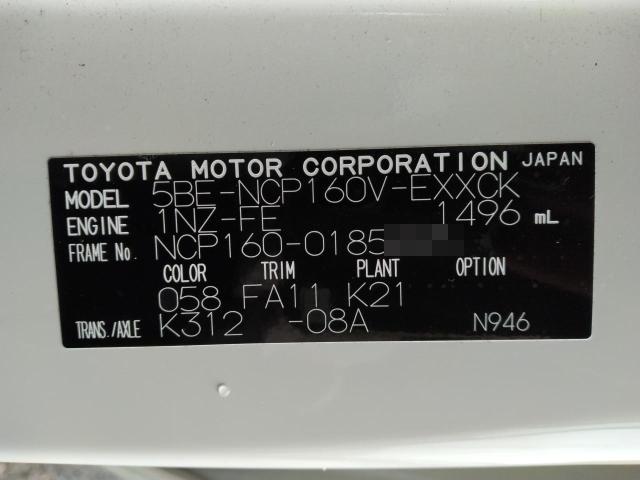 TOYOTA MOTOR CORPORATION JAPAN
MODEL 5BE-NCP160V-EXXCK
ENGINE 1NZ-FE 1496 mL
FRAME No. NCP160-0185
COLOR TRIM PLANT OPTION
058 FA11 K21
TRANS./AXLE K312 -08A N946